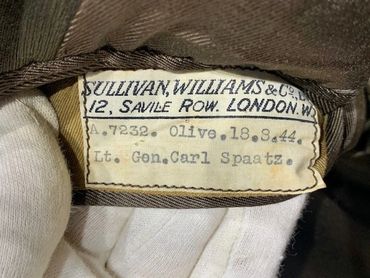 SULLIVAN, WILLIAMS & Co.
12, SAVILE ROW. LONDON. W.
A.7232. Olive.18.8.44.
Lt. Gen.Carl Spaatz.